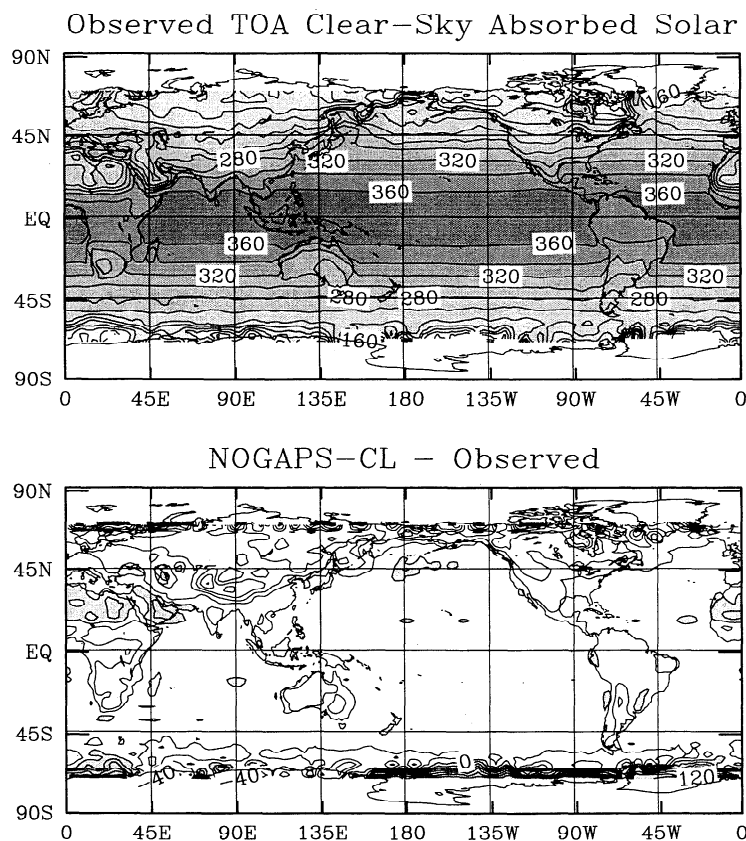 Observed TOA Clear-Sky Absorbed Solar
90N
160
45N
280 320 320 320
360 360
EQ
360 360
320 320 320
45S
280 280 280
160
90S
0 45E 90E 135E 180 135W 90W 45W 0
NOGAPS-CL - Observed
90N
45N
EQ
45S
0
40 40 120
90S
0 45E 90E 135E 180 135W 90W 45W 0